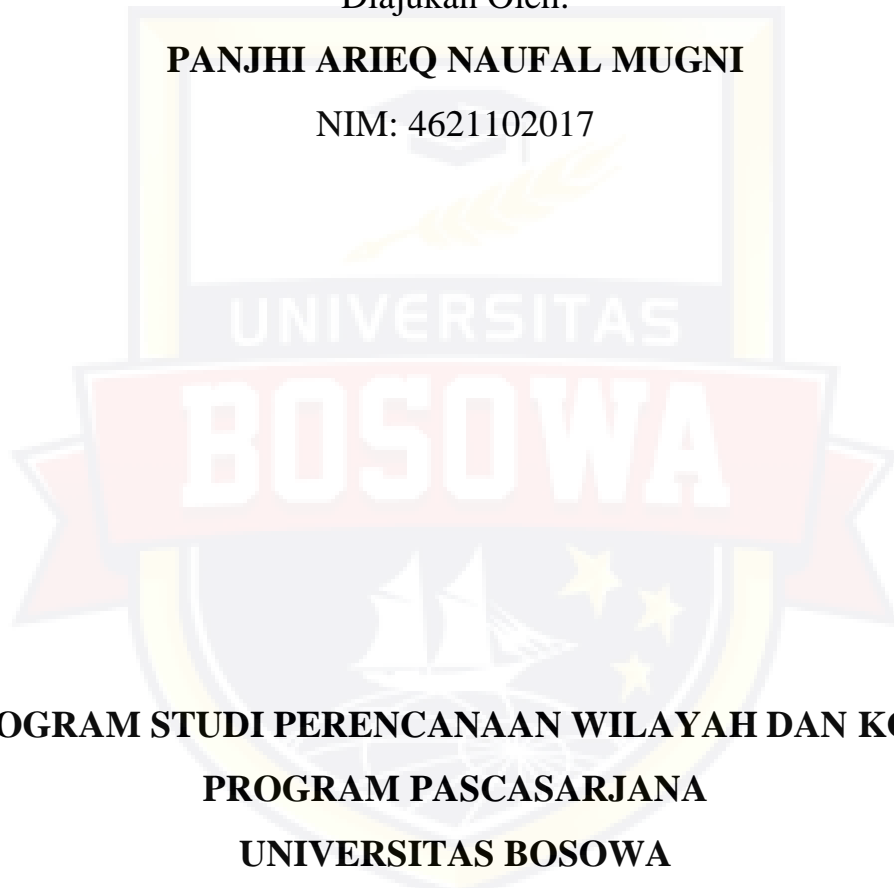 Diajukan Oleh:
PANJHI ARIEQ NAUFAL MUGNI
NIM: 4621102017
UNIVERSITAS
BOSOWA
OGRAM STUDI PERENCANAAN WILAYAH DAN KO
PROGRAM PASCASARJANA
UNIVERSITAS BOSOWA